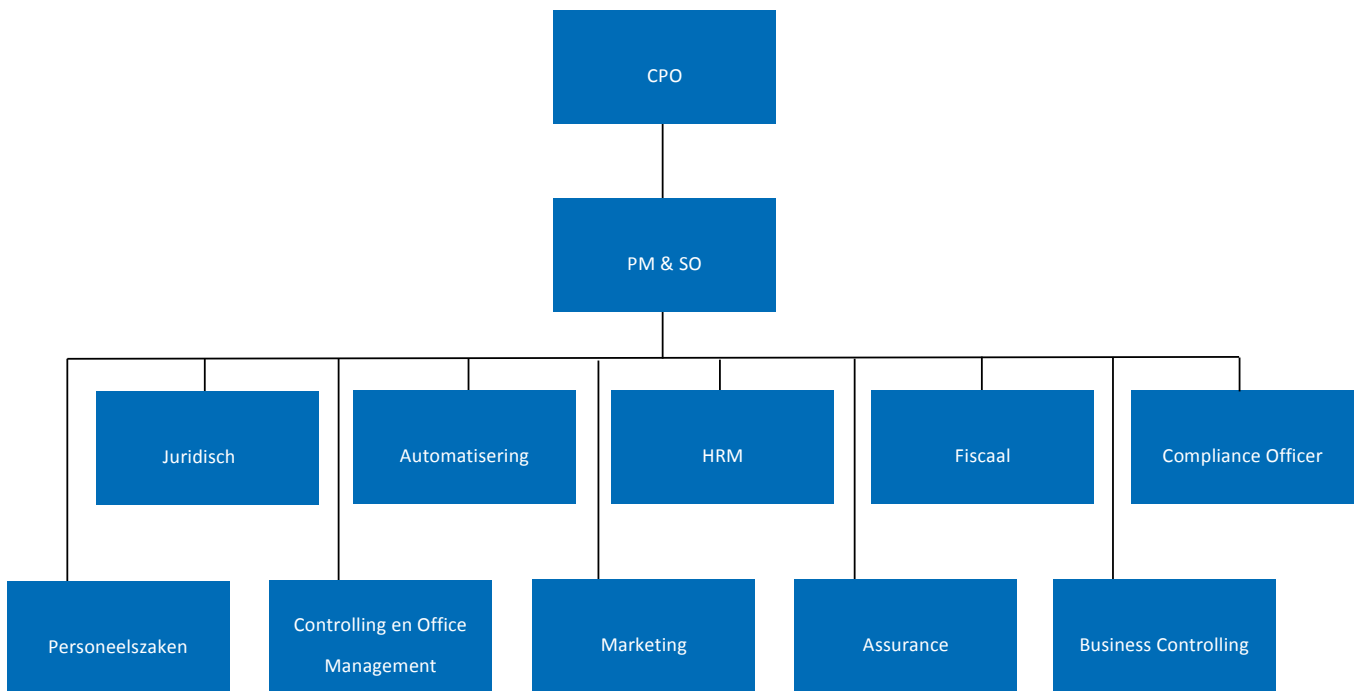 CPO
PM & SO
Juridisch
Automatisering
HRM
Fiscaal
Compliance Officer
Personeelszaken
Controlling en Office
Management
Marketing
Assurance
Business Controlling